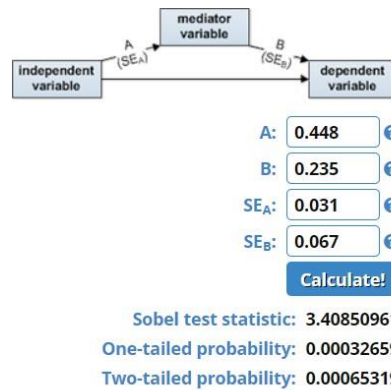 mediator
variable
A
(SEA)
B
(SEB)
independent
variable
dependent
variable
A: 0.448
B: 0.235
SEA: 0.031
SEB: 0.067
Calculate!
Sobel test statistic: 3.4085096
One-tailed probability: 0.0003265
Two-tailed probability: 0.0006531